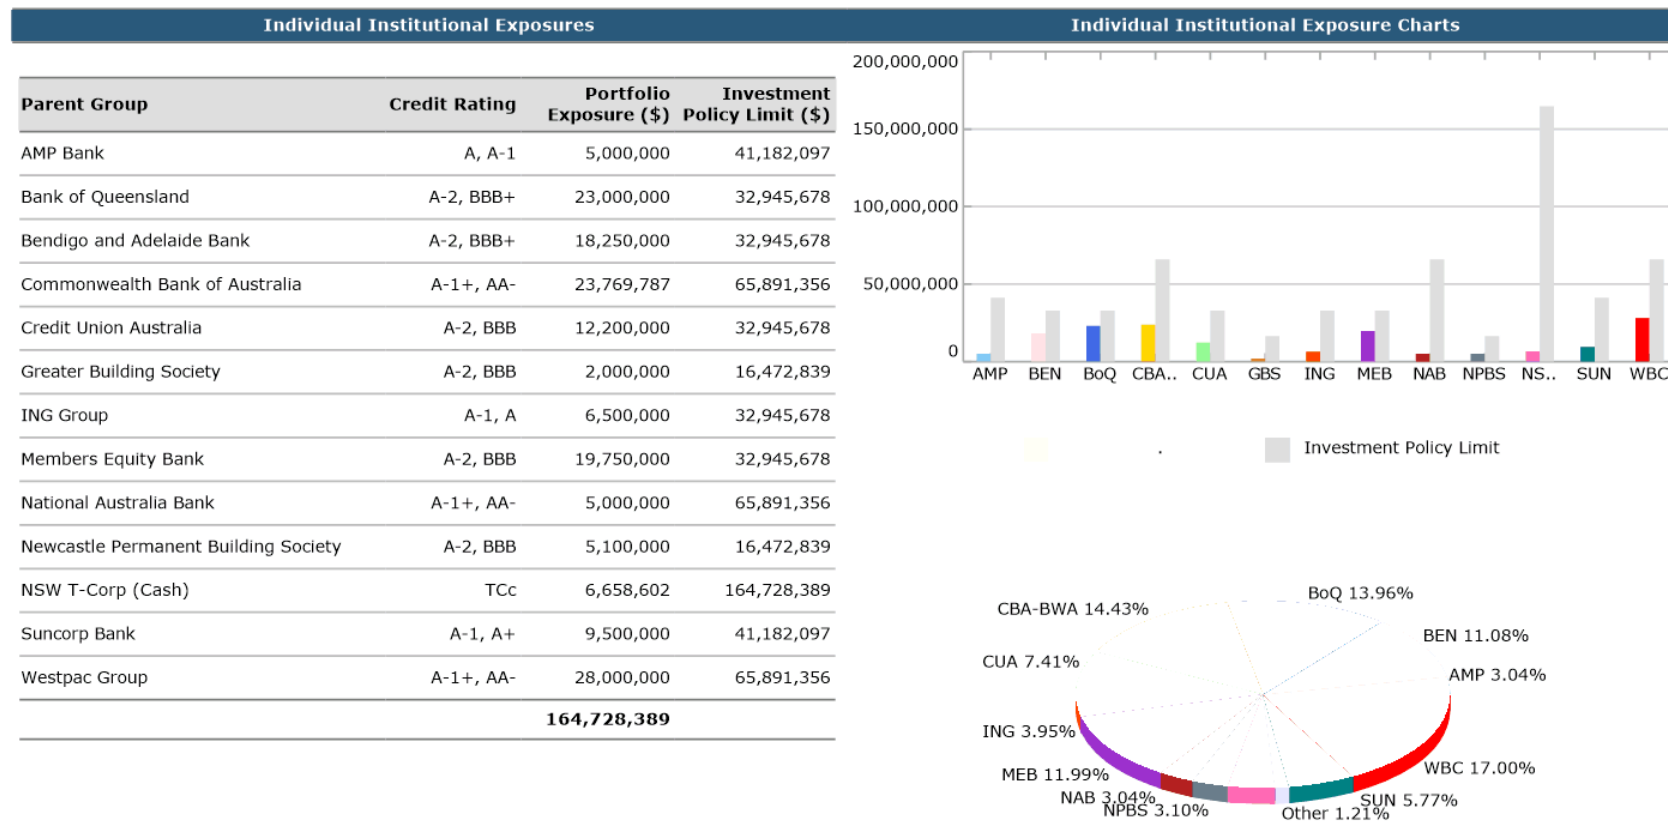 Individual Institutional Exposures
Parent Group Credit Rating Portfolio Exposure ($) Investment Policy Limit ($)
AMP Bank A, A-1 5,000,000 41,182,097
Bank of Queensland A-2, BBB+ 23,000,000 32,945,678
Bendigo and Adelaide Bank A-2, BBB+ 18,250,000 32,945,678
Commonwealth Bank of Australia A-1+, AA- 23,769,787 65,891,356
Credit Union Australia A-2, BBB 12,200,000 32,945,678
Greater Building Society A-2, BBB 2,000,000 16,472,839
ING Group A-1, A 6,500,000 32,945,678
Members Equity Bank A-2, BBB 19,750,000 32,945,678
National Australia Bank A-1+, AA- 5,000,000 65,891,356
Newcastle Permanent Building Society A-2, BBB 5,100,000 16,472,839
NSW T-Corp (Cash) TCc 6,658,602 164,728,389
Suncorp Bank A-1, A+ 9,500,000 41,182,097
Westpac Group A-1+, AA- 28,000,000 65,891,356
164,728,389
Individual Institutional Exposure Charts
200,000,000
150,000,000
100,000,000
50,000,000
0
AMP BEN BoQ CBA.. CUA GBS ING MEB NAB NPBS NS.. SUN WBC
. Investment Policy Limit
BoQ 13.96%
CBA-BWA 14.43%
BEN 11.08%
CUA 7.41%
AMP 3.04%
ING 3.95%
WBC 17.00%
MEB 11.99%
NAB 3.04%
SUN 5.77%
NPBS 3.10%
Other 1.21%